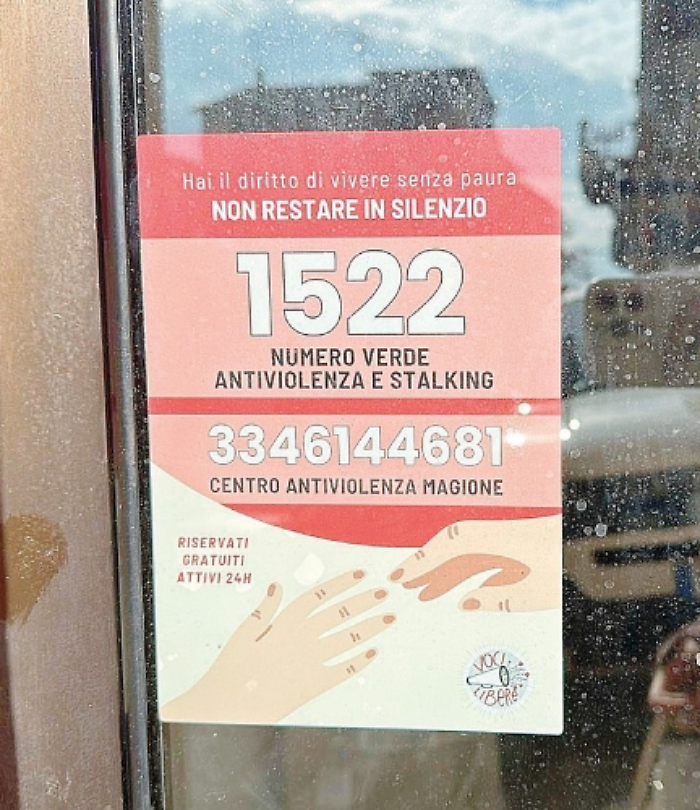 Hai il diritto di vivere senza paura
NON RESTARE IN SILENZIO
1522
NUMERO VERDE
ANTIVIOLENZA E STALKING
3346144681
CENTRO ANTIVIOLENZA MAGIONE
RISERVATI
GRATUITI
ATTIVI 24H
VOCI
LIBERE